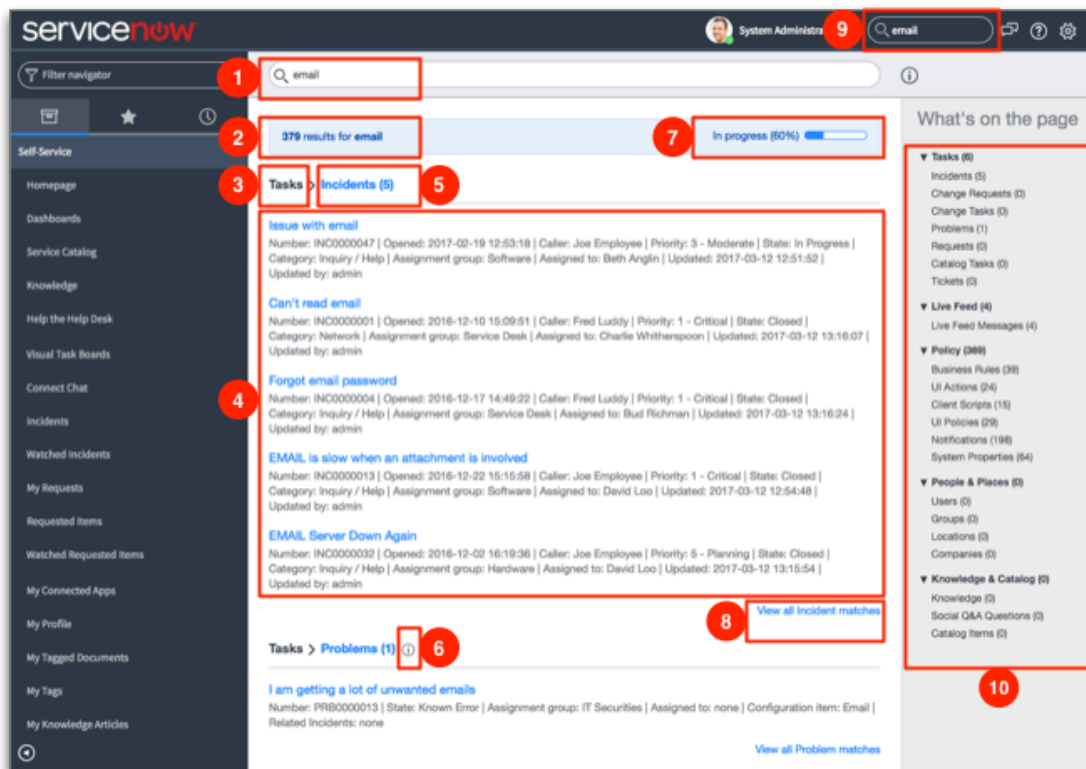 servicenow
System Administra
9
email
Filter navigator
1
email
What's on the page
2
379 results for email
7
In progress (60%)
Self-Service
Homepage
Dashboards
Service Catalog
Knowledge
Help the Help Desk
Visual Task Boards
Connect Chat
Incidents
Watched Incidents
My Requests
Requested Items
Watched Requested Items
My Connected Apps
My Profile
My Tagged Documents
My Tags
My Knowledge Articles
3
Tasks > Incidents (5)
5
4
Issue with email
Number: INC0000047 | Opened: 2017-02-19 12:53:18 | Caller: Joe Employee | Priority: 3 - Moderate | State: In Progress |
Category: Inquiry / Help | Assignment group: Software | Assigned to: Beth Anglin | Updated: 2017-03-12 12:51:52 |
Updated by: admin
Can't read email
Number: INC0000001 | Opened: 2016-12-10 15:09:51 | Caller: Fred Luddy | Priority: 1 - Critical | State: Closed |
Category: Network | Assignment group: Service Desk | Assigned to: Charlie Whitherspoon | Updated: 2017-03-12 13:16:07 |
Updated by: admin
Forgot email password
Number: INC0000004 | Opened: 2016-12-17 14:49:22 | Caller: Fred Luddy | Priority: 1 - Critical | State: Closed |
Category: Inquiry / Help | Assignment group: Service Desk | Assigned to: Bud Richman | Updated: 2017-03-12 13:16:24 |
Updated by: admin
EMAIL is slow when an attachment is involved
Number: INC0000013 | Opened: 2016-12-22 15:15:58 | Caller: Joe Employee | Priority: 1 - Critical | State: Closed |
Category: Inquiry / Help | Assignment group: Software | Assigned to: David Loo | Updated: 2017-03-12 12:54:48 |
Updated by: admin
EMAIL Server Down Again
Number: INC0000032 | Opened: 2016-12-02 16:19:36 | Caller: Joe Employee | Priority: 5 - Planning | State: Closed |
Category: Inquiry / Help | Assignment group: Hardware | Assigned to: David Loo | Updated: 2017-03-12 13:15:54 |
Updated by: admin
8
View all Incident matches
Tasks > Problems (1)
6
I am getting a lot of unwanted emails
Number: PRB0000013 | State: Known Error | Assignment group: IT Securities | Assigned to: none | Configuration item: Email |
Related Incidents: none
View all Problem matches
Tasks (6)
Incidents (5)
Change Requests (0)
Change Tasks (0)
Problems (1)
Requests (0)
Catalog Tasks (0)
Tickets (0)
Live Feed (4)
Live Feed Messages (4)
Policy (369)
Business Rules (39)
UI Actions (24)
Client Scripts (15)
UI Policies (29)
Notifications (198)
System Properties (64)
People & Places (0)
Users (0)
Groups (0)
Locations (0)
Companies (0)
Knowledge & Catalog (0)
Knowledge (0)
Social Q&A Questions (0)
Catalog Items (0)
10